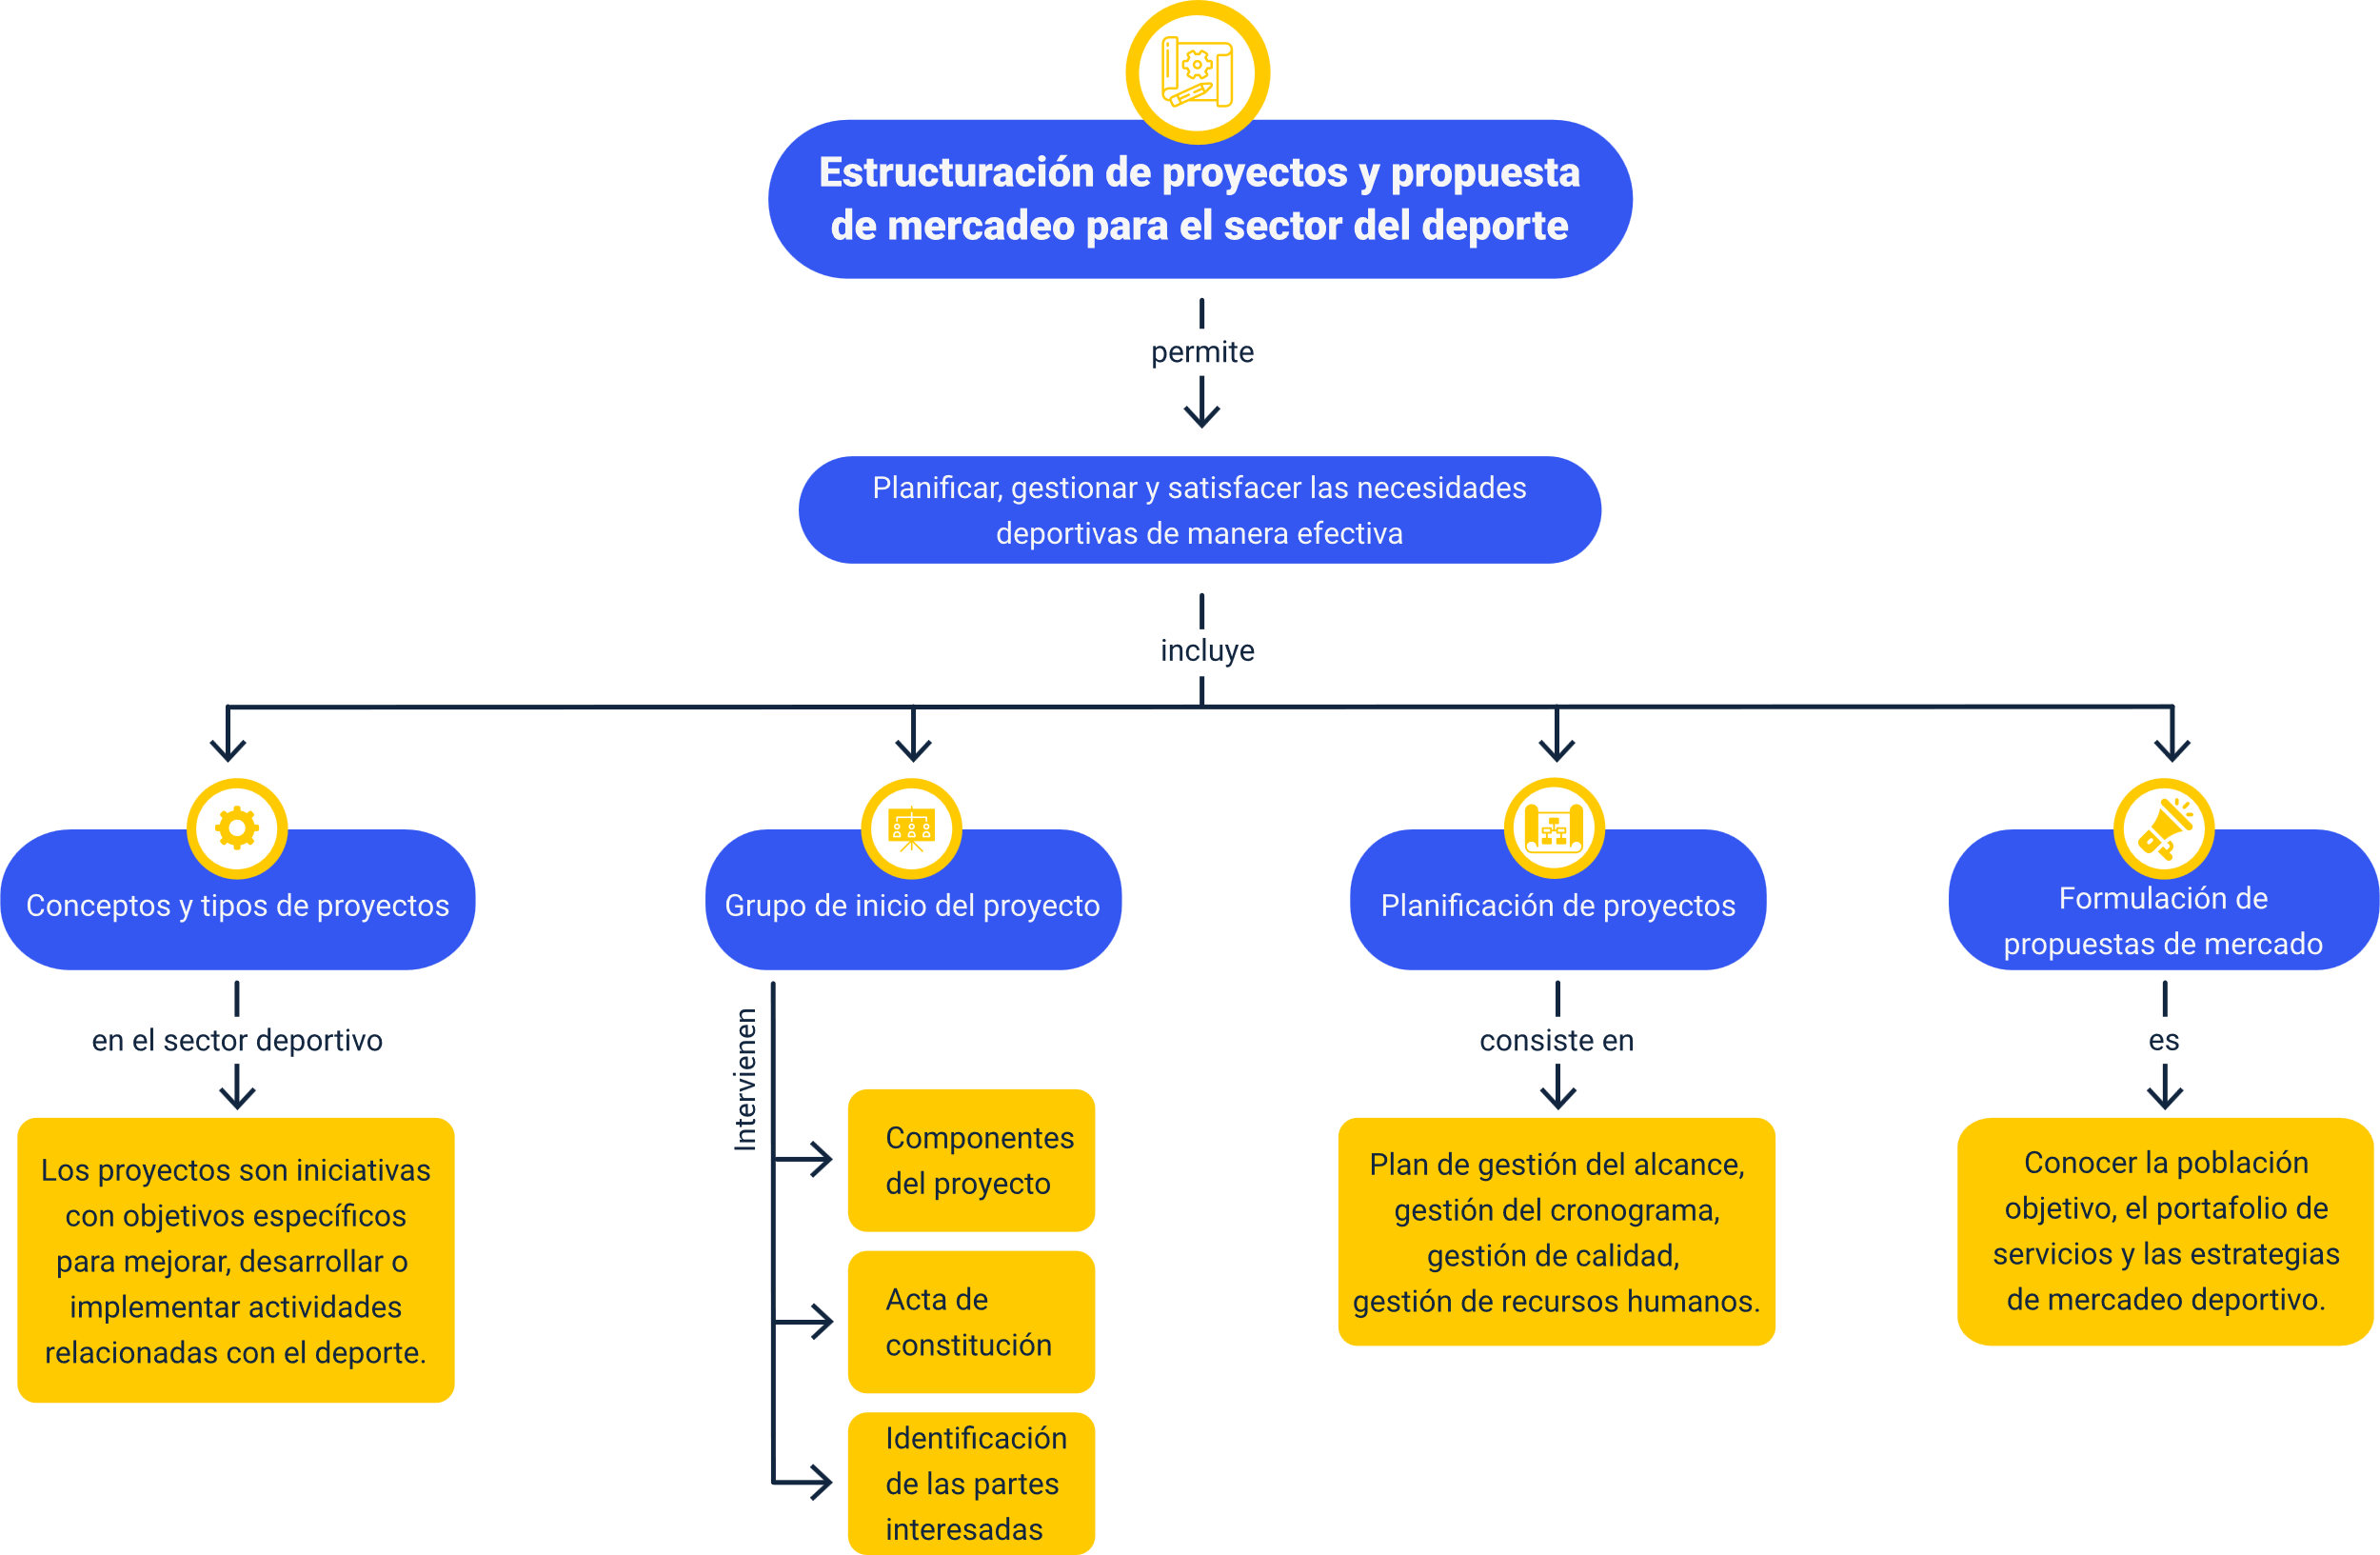 Estructuración de proyectos y propuesta
de mercadeo para el sector del deporte
permite
Planificar, gestionar y satisfacer las necesidades
deportivas de manera efectiva
incluye
Conceptos y tipos de proyectos
en el sector deportivo
Los proyectos son iniciativas
con objetivos específicos
para mejorar, desarrollar o
implementar actividades
relacionadas con el deporte.
Grupo de inicio del proyecto
Intervienen
Componentes
del proyecto
Acta de
constitución
Identificación
de las partes
interesadas
Planificación de proyectos
consiste en
Plan de gestión del alcance,
gestión del cronograma,
gestión de calidad,
gestión de recursos humanos.
Formulación de
propuestas de mercado
es
Conocer la población
objetivo, el portafolio de
servicios y las estrategias
de mercadeo deportivo.